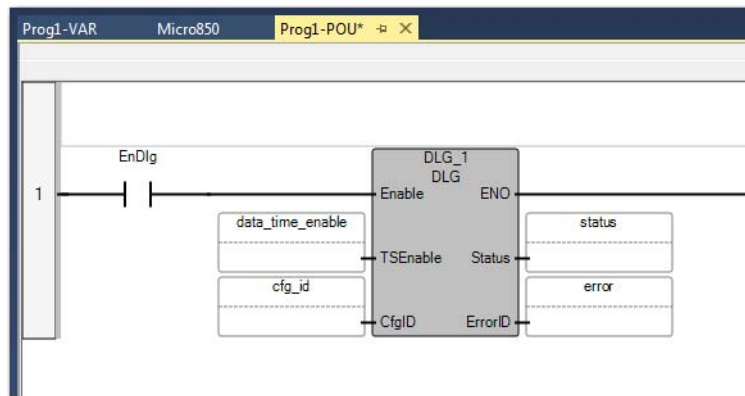 Prog1-VAR Micro850 Prog1-POU*
EnDlg
DLG_1
DLG
1
Enable ENO
data_time_enable status
TSEnable Status
cfg_id error
CfgID ErrorID